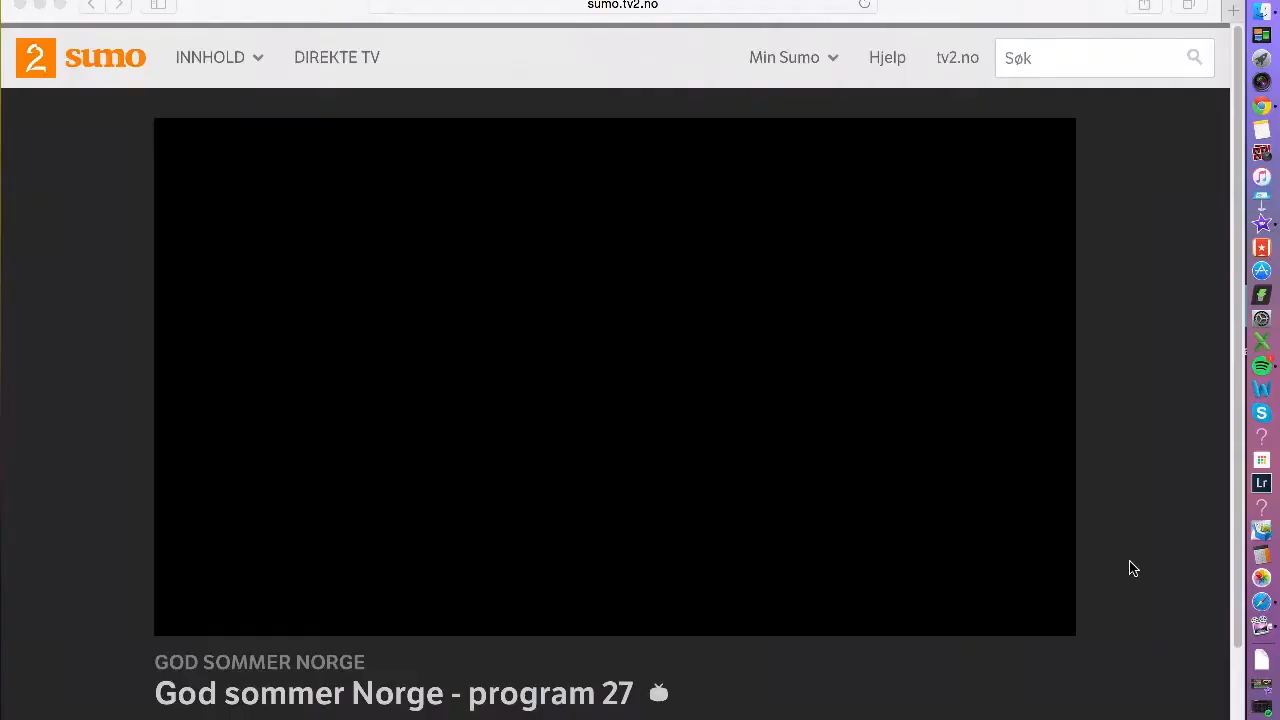 sumo.tv2.no
2 sumo INNHOLD DIREKTE TV Min Sumo Hjelp tv2.no Søk
GOD SOMMER NORGE
God sommer Norge - program 27
Lr